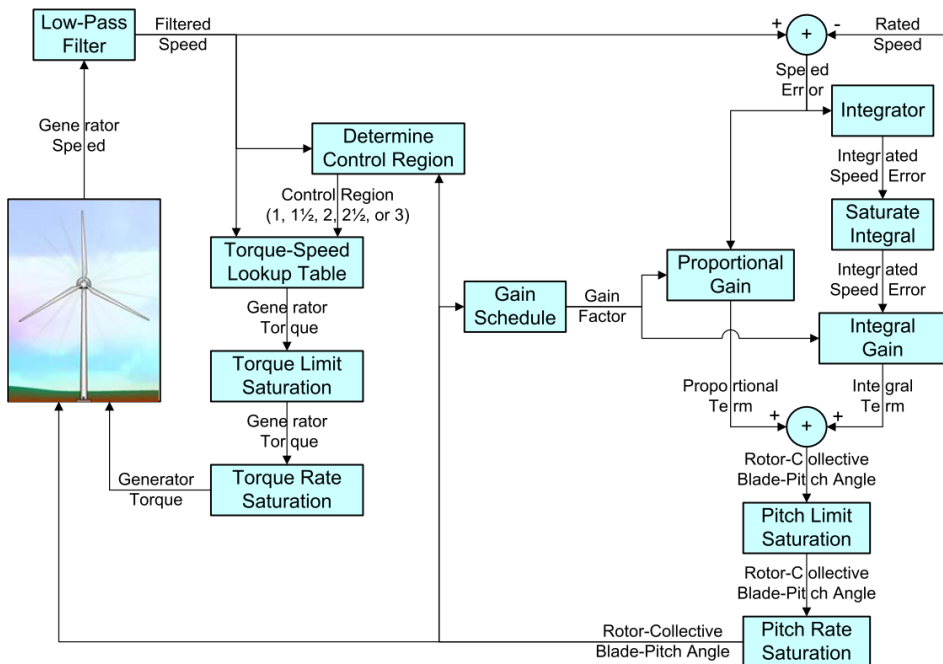 Low-Pass
Filter
Filtered
Speed
+
+
-
Rated
Speed
Speed
Error
Generator
Speed
Determine
Control Region
Integrator
Integrated
Speed Error
Control Region
(1, 1½, 2, 2½, or 3)
Saturate
Integral
Torque-Speed
Lookup Table
Proportional
Gain
Integrated
Speed Error
Gain
Schedule
Gain
Factor
Generator
Torque
Integral
Gain
Torque Limit
Saturation
Proportional
Term
Integral
Term
Generator
Torque
+
+
+
Rotor-Collective
Blade-Pitch Angle
Generator
Torque
Torque Rate
Saturation
Pitch Limit
Saturation
Rotor-Collective
Blade-Pitch Angle
Rotor-Collective
Blade-Pitch Angle
Pitch Rate
Saturation